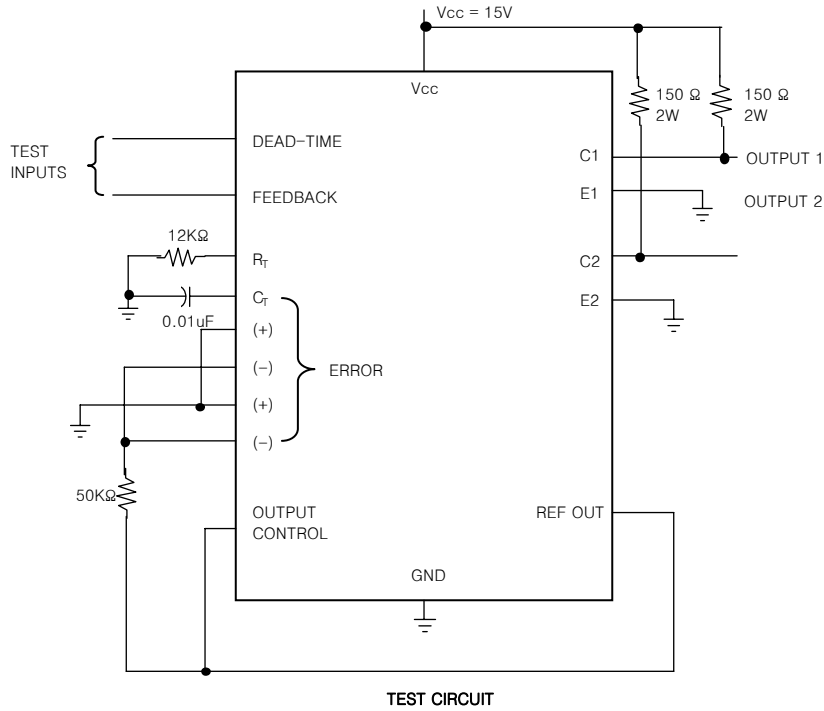 Vcc = 15V
Vcc
150 Ω
2W
150 Ω
2W
TEST
INPUTS
DEAD-TIME
FEEDBACK
C1
OUTPUT 1
E1
OUTPUT 2
12KΩ
RT
C2
CT
0.01uF
E2
(+)
(-)
ERROR
(+)
(-)
50KΩ
OUTPUT
CONTROL
REF OUT
GND
TEST CIRCUIT